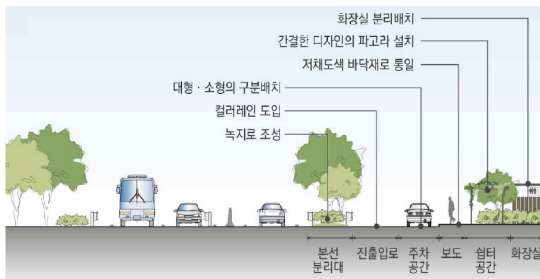 화장실 분리배치
간결한 디자인의 파고라 설치
저채도색 바닥재로 통일
대형·소형의 구분배치
컬러레인 도입
녹지로 조성
본선 분리대
진출입로
주차 공간
보도
쉼터 공간
화장실